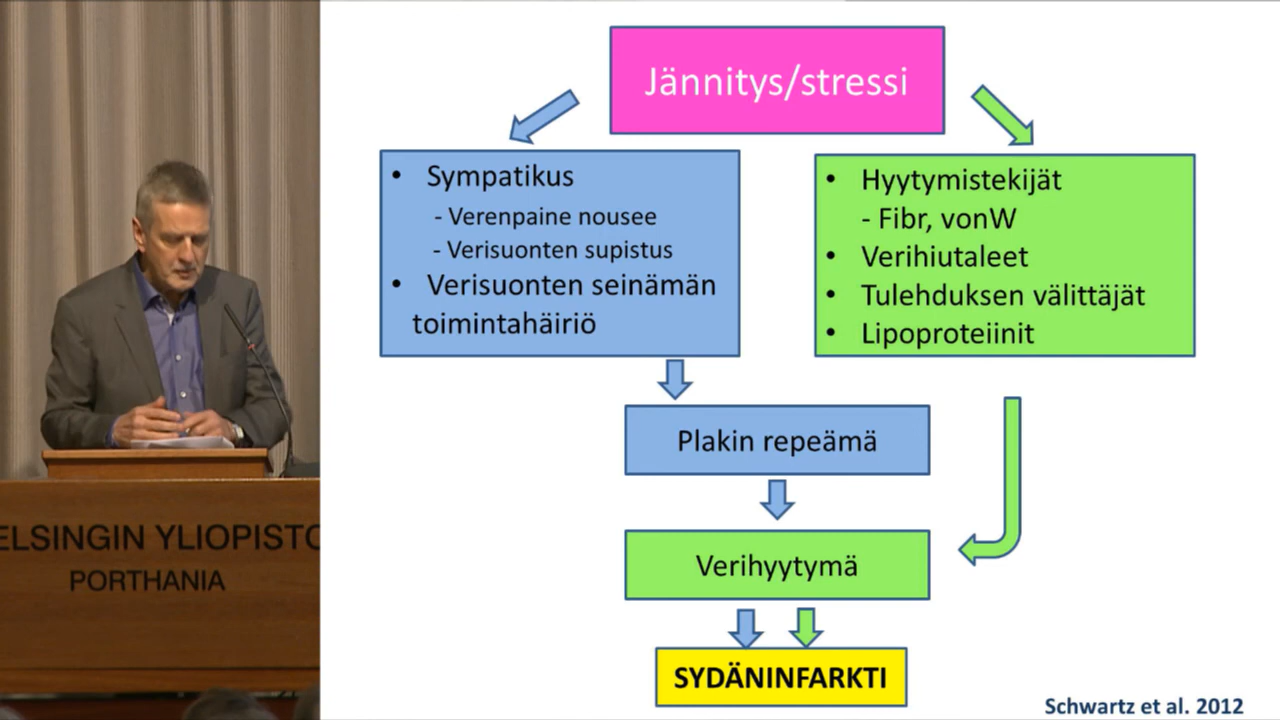 Jännitys/stressi
• Sympatikus
- Verenpaine nousee
- Verisuonten supistus
• Verisuonten seinämän
toimintahäiriö
• Hyytymistekijät
- Fibr, vonW
• Verihiutaleet
• Tulehduksen välittäjät
• Lipoproteiinit
Plakin repeämä
Verihyytymä
SYDÄNINFARKTI
Schwartz et al. 2012
ELSINGIN YLIOPISTO
PORTHANIA